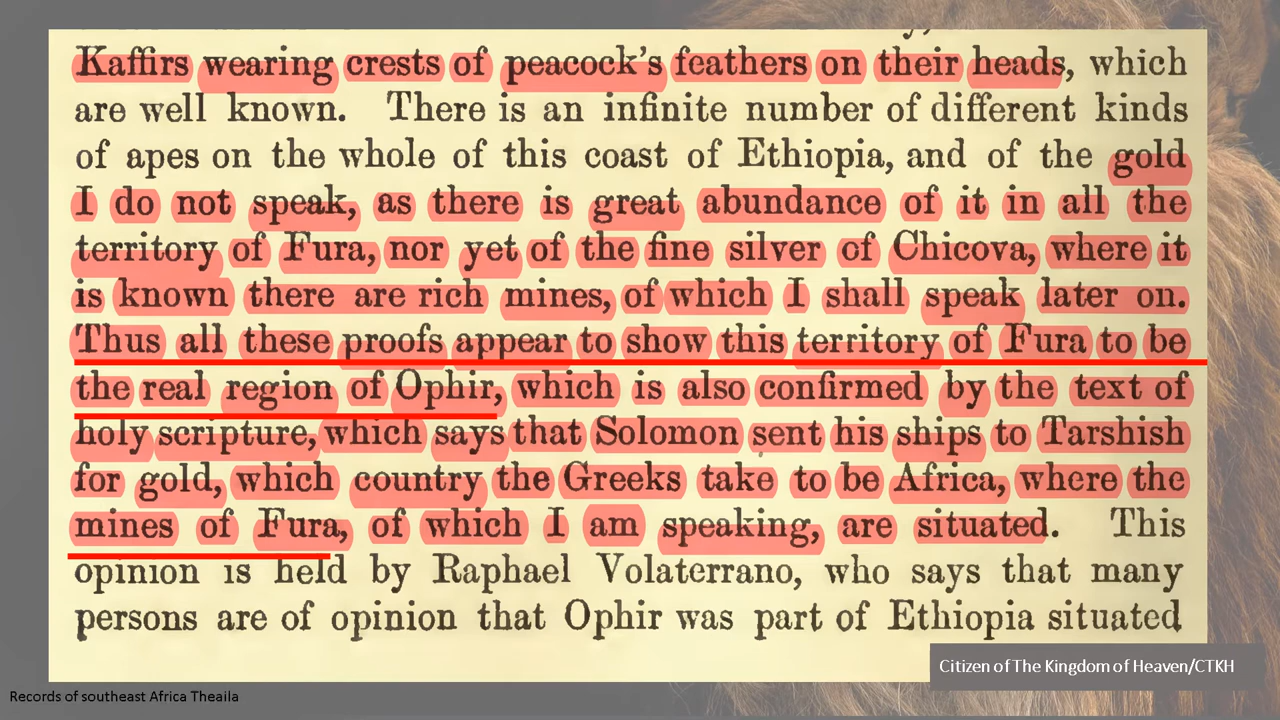 Kaffirs wearing crests of peacock's feathers on their heads, which
are well known. There is an infinite number of different kinds
of apes on the whole of this coast of Ethiopia, and of the gold
I do not speak, as there is great abundance of it in all the
territory of Fura, nor yet of the fine silver of Chicova, where it
is known there are rich mines, of which I shall speak later on.
Thus all these proofs appear to show this territory of Fura to be
the real region of Ophir, which is also confirmed by the text of
holy scripture, which says that Solomon sent his ships to Tarshish
for gold, which country the Greeks take to be Africa, where the
mines of Fura, of which I am speaking, are situated. This
opinion is held by Raphael Volaterrano, who says that many
persons are of opinion that Ophir was part of Ethiopia situated
Citizen of The Kingdom of Heaven/CTKH
Records of southeast Africa Theaila